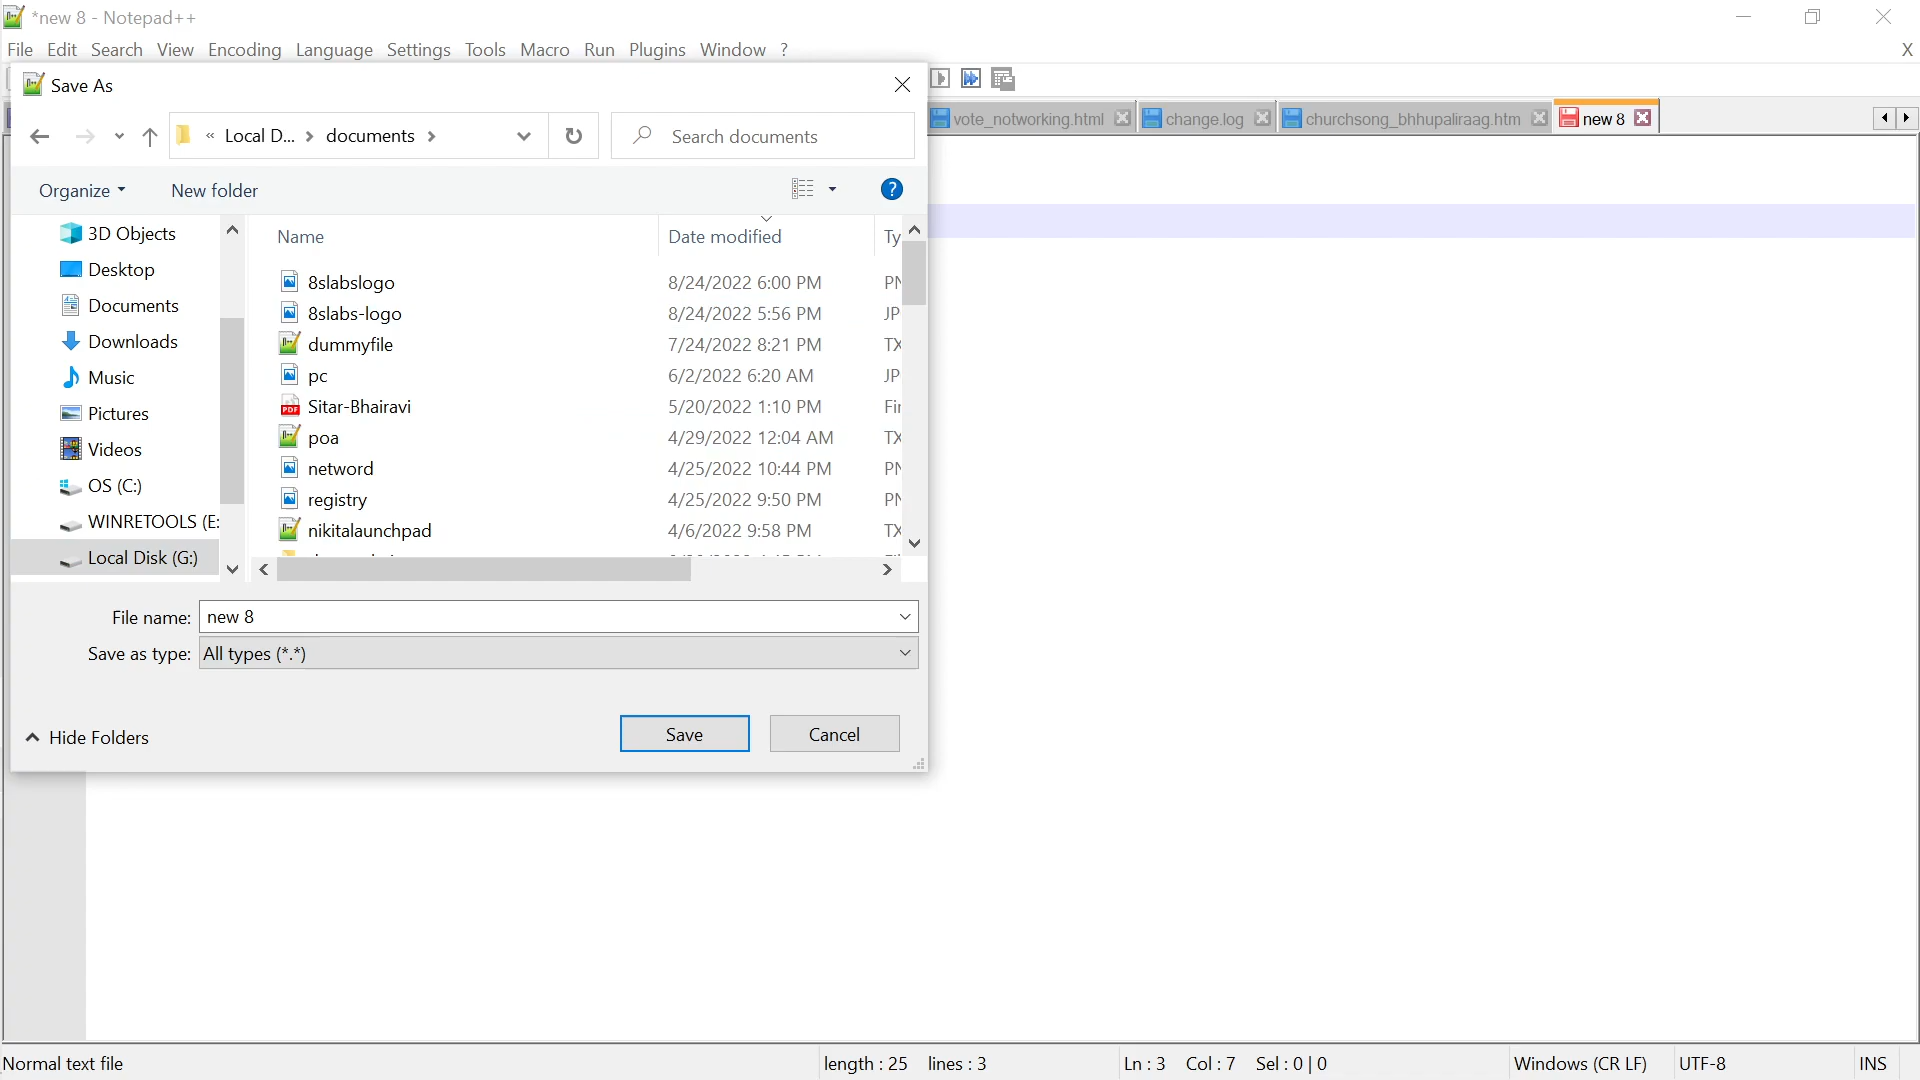 *new 8 - Notepad++
File Edit Search View Encoding Language Settings Tools Macro Run Plugins Window ? X
Save As
« Local D... > documents >
Search documents
vote_notworking.html change.log churchsong_bhhupaliraag.htm new 8
Organize New folder ?
Name Date modified Ty
3D Objects
Desktop
Documents
Downloads
Music
Pictures
Videos
OS (C:)
WINRETOOLS (E:
Local Disk (G:)
8slabslogo 8/24/2022 6:00 PM PN
8slabs-logo 8/24/2022 5:56 PM JP
dummyfile 7/24/2022 8:21 PM TX
pc 6/2/2022 6:20 AM JP
Sitar-Bhairavi 5/20/2022 1:10 PM Fir
poa 4/29/2022 12:04 AM TX
netword 4/25/2022 10:44 PM PN
registry 4/25/2022 9:50 PM PN
nikitalaunchpad 4/6/2022 9:58 PM TX
File name: new 8
Save as type: All types (*.*)
Hide Folders
Save Cancel
Normal text file length : 25 lines : 3 Ln : 3 Col : 7 Sel : 0 | 0 Windows (CR LF) UTF-8 INS